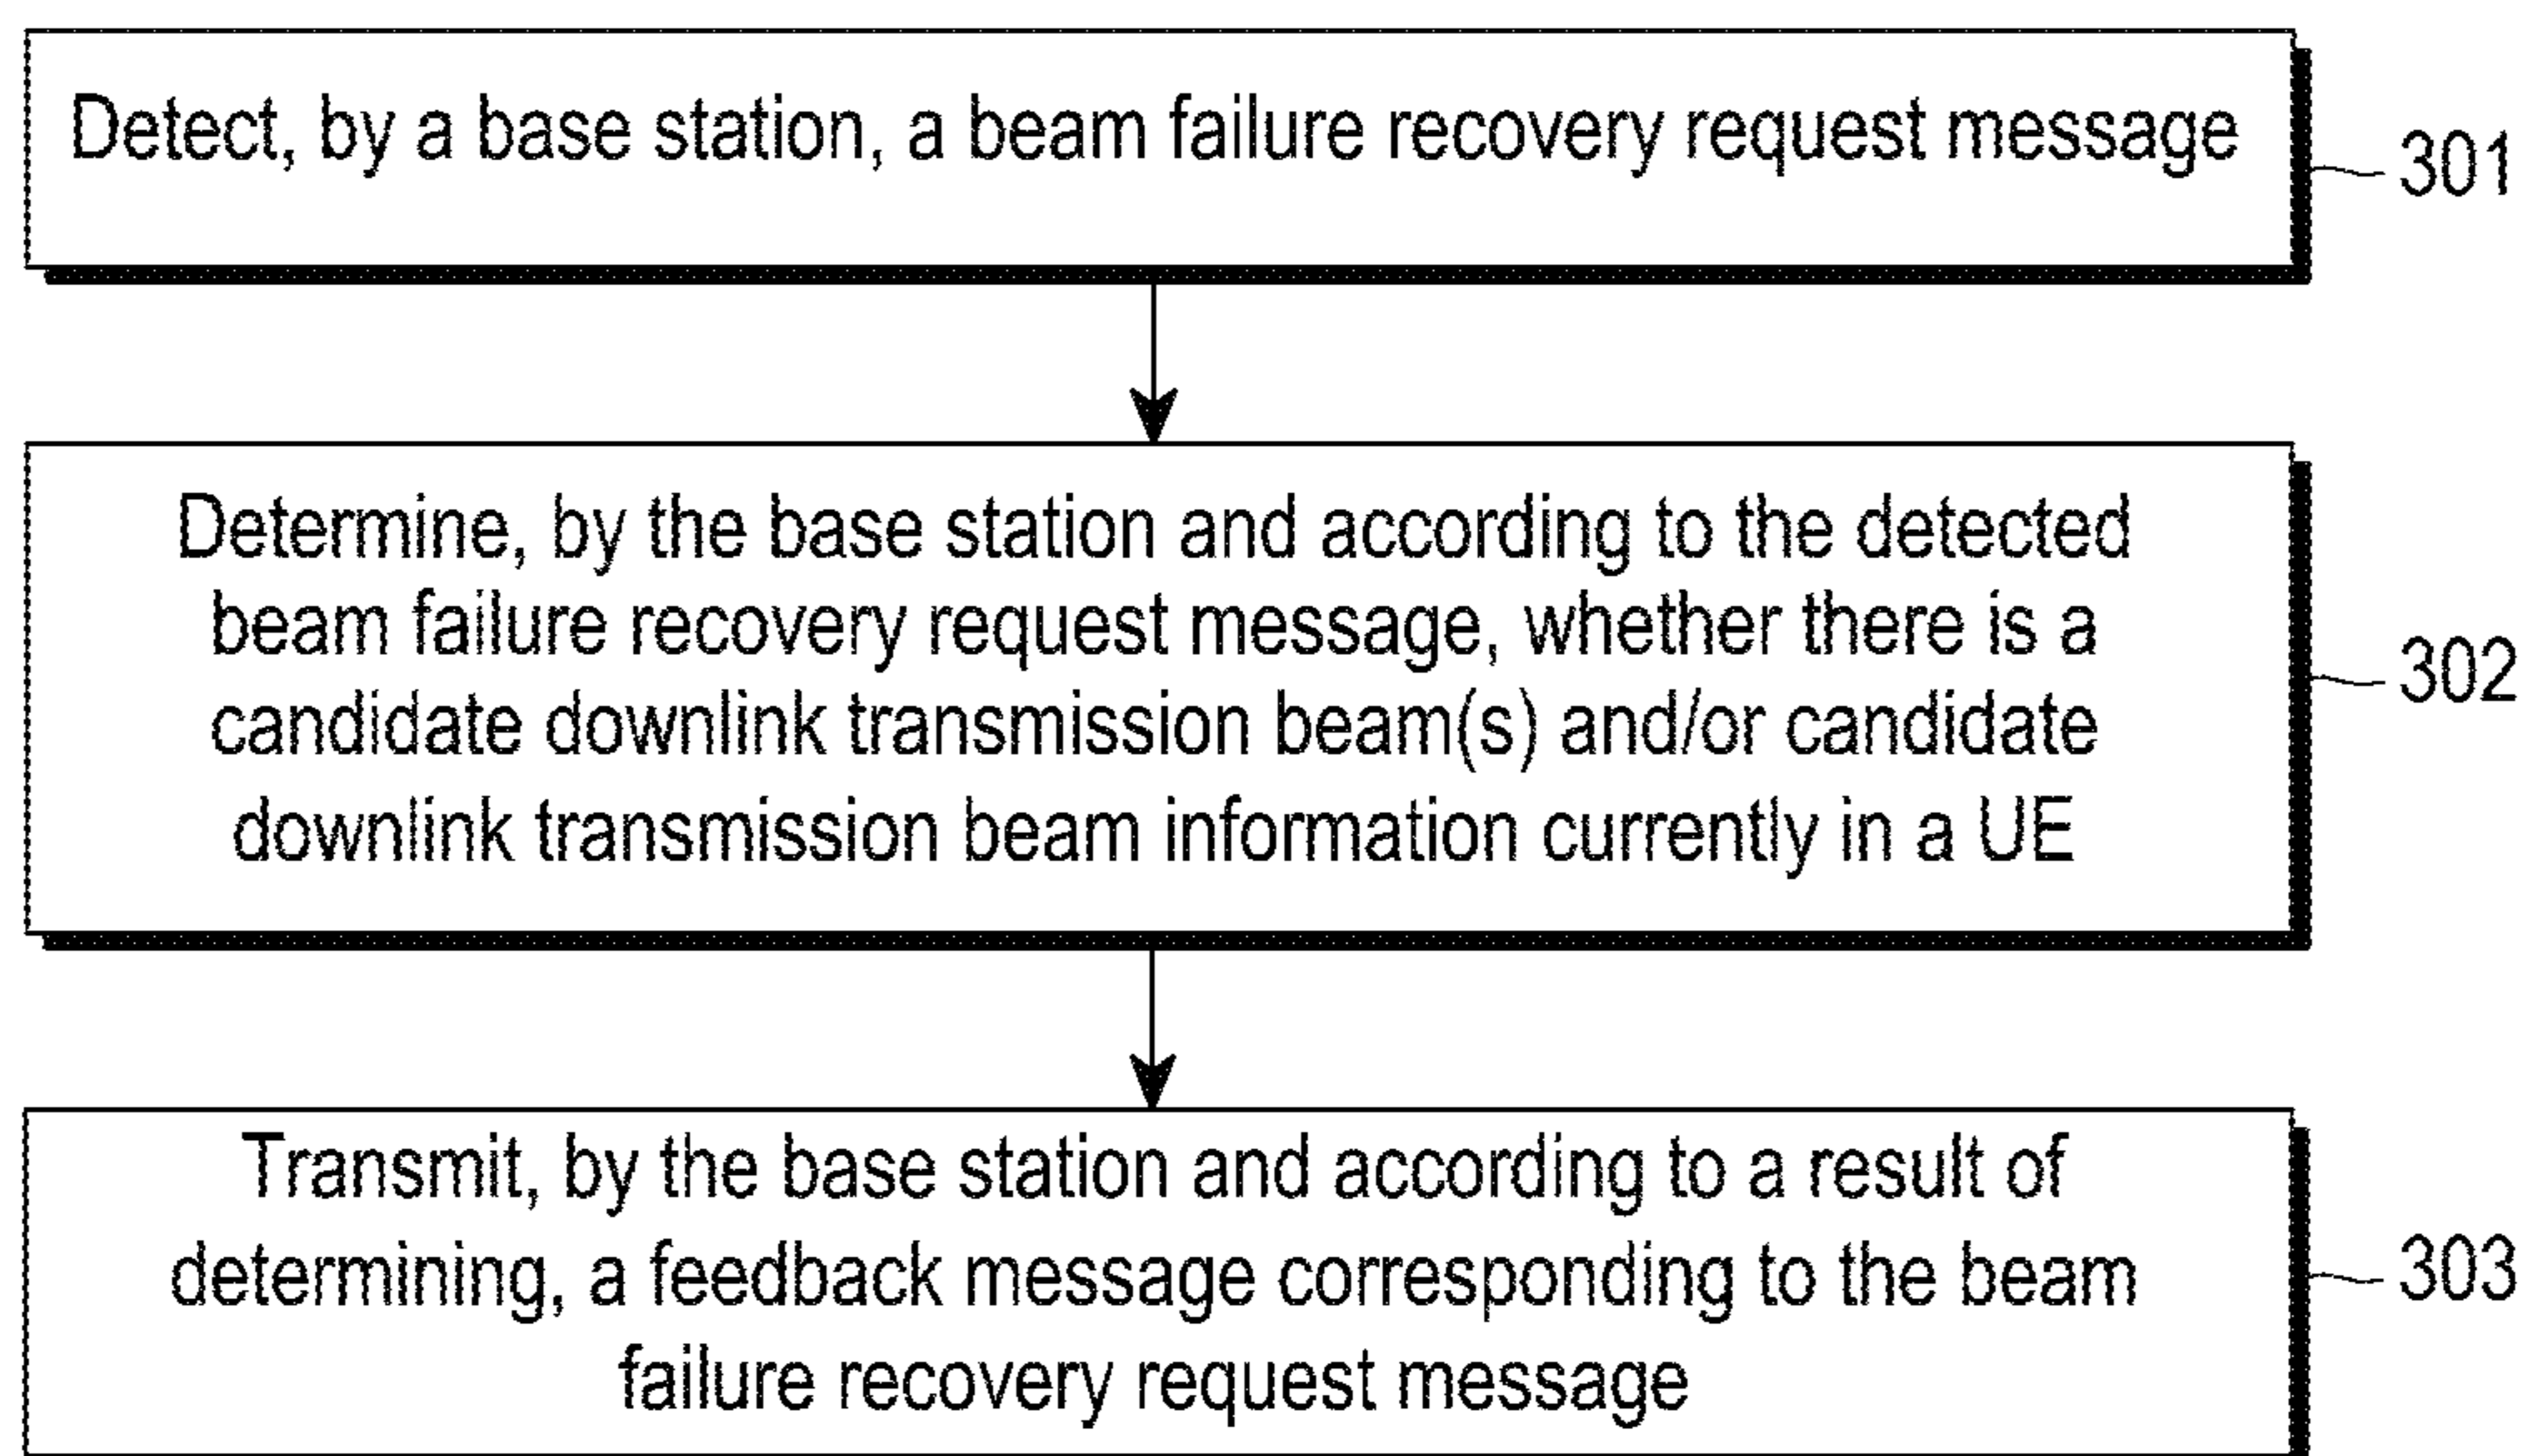 Detect, by a base station, a beam failure recovery request message
301
Determine, by the base station and according to the detected
beam failure recovery request message, whether there is a
candidate downlink transmission beam(s) and/or candidate
downlink transmission beam information currently in a UE
302
Transmit, by the base station and according to a result of
determining, a feedback message corresponding to the beam
failure recovery request message
303